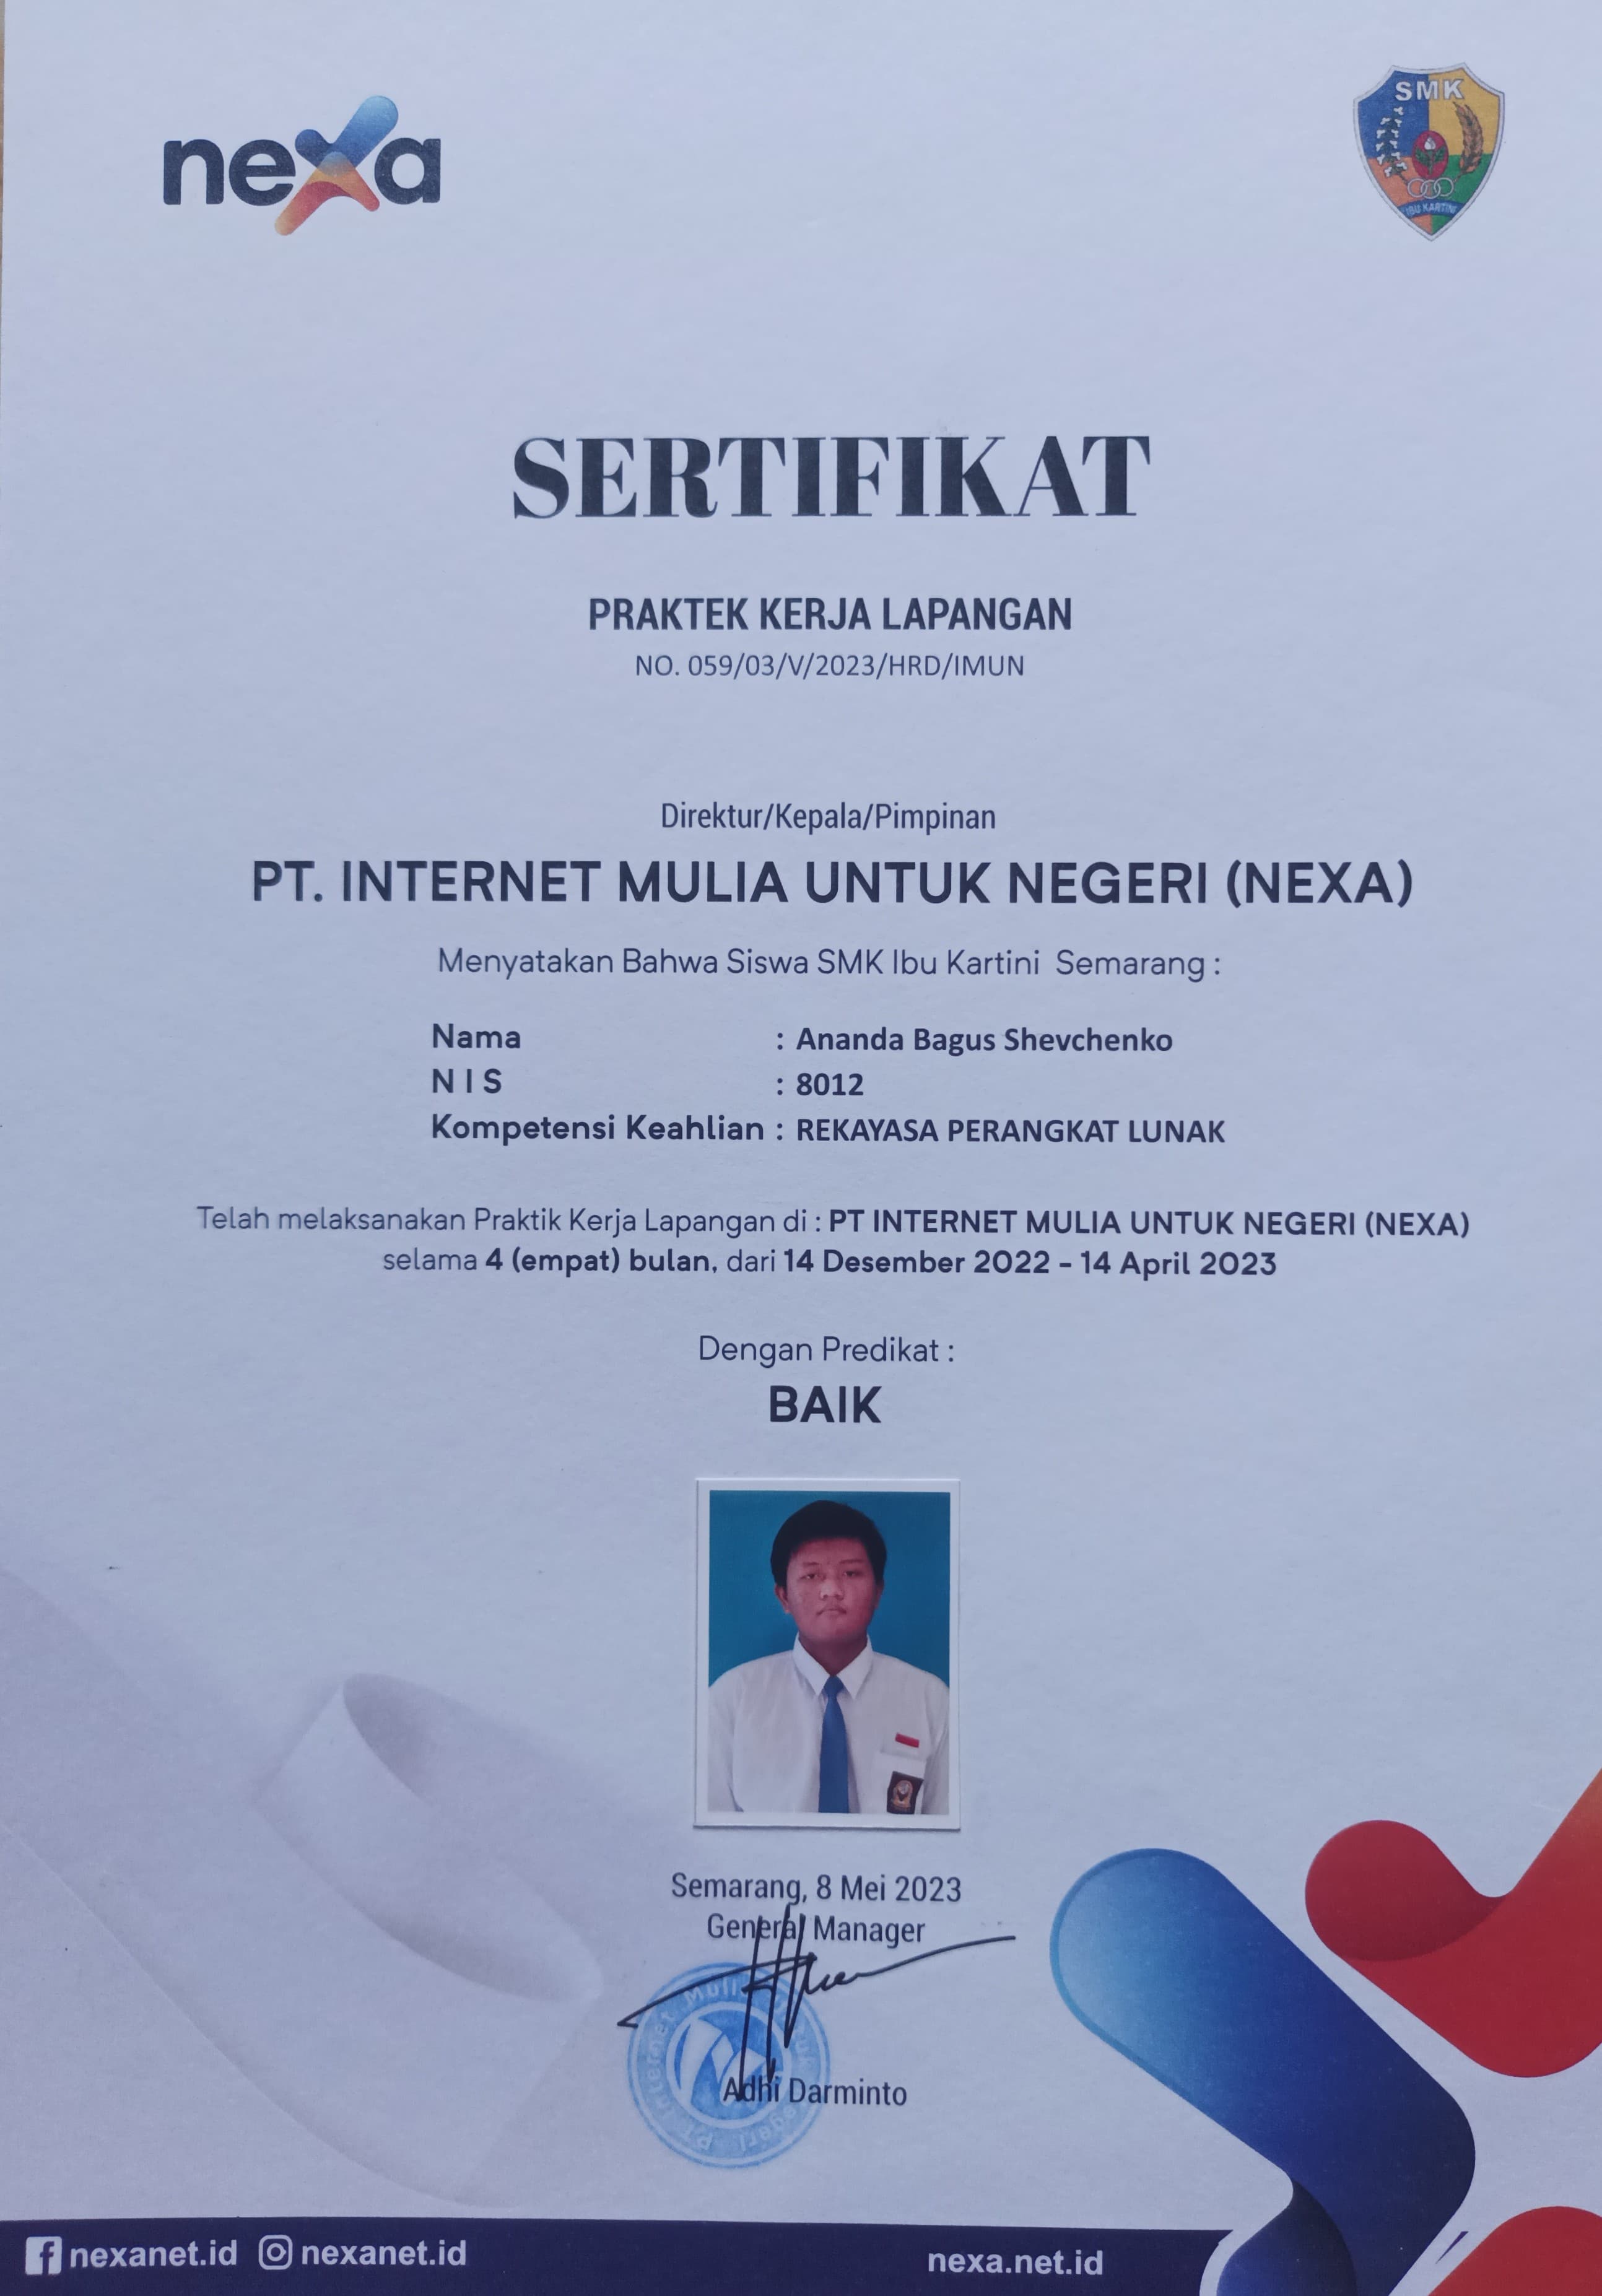 nexa
SMK
IBU KARTINI
SERTIFIKAT
PRAKTEK KERJA LAPANGAN
NO. 059/03/V/2023/HRD/IMUN
Direktur/Kepala/Pimpinan
PT. INTERNET MULIA UNTUK NEGERI (NEXA)
Menyatakan Bahwa Siswa SMK Ibu Kartini Semarang :
Nama : Ananda Bagus Shevchenko
N I S : 8012
Kompetensi Keahlian : REKAYASA PERANGKAT LUNAK
Telah melaksanakan Praktik Kerja Lapangan di : PT INTERNET MULIA UNTUK NEGERI (NEXA)
selama 4 (empat) bulan, dari 14 Desember 2022 - 14 April 2023
Dengan Predikat :
BAIK
Semarang, 8 Mei 2023
General Manager
PT Internet
Adhi Darminto
nexanet.id nexanet.id nexa.net.id